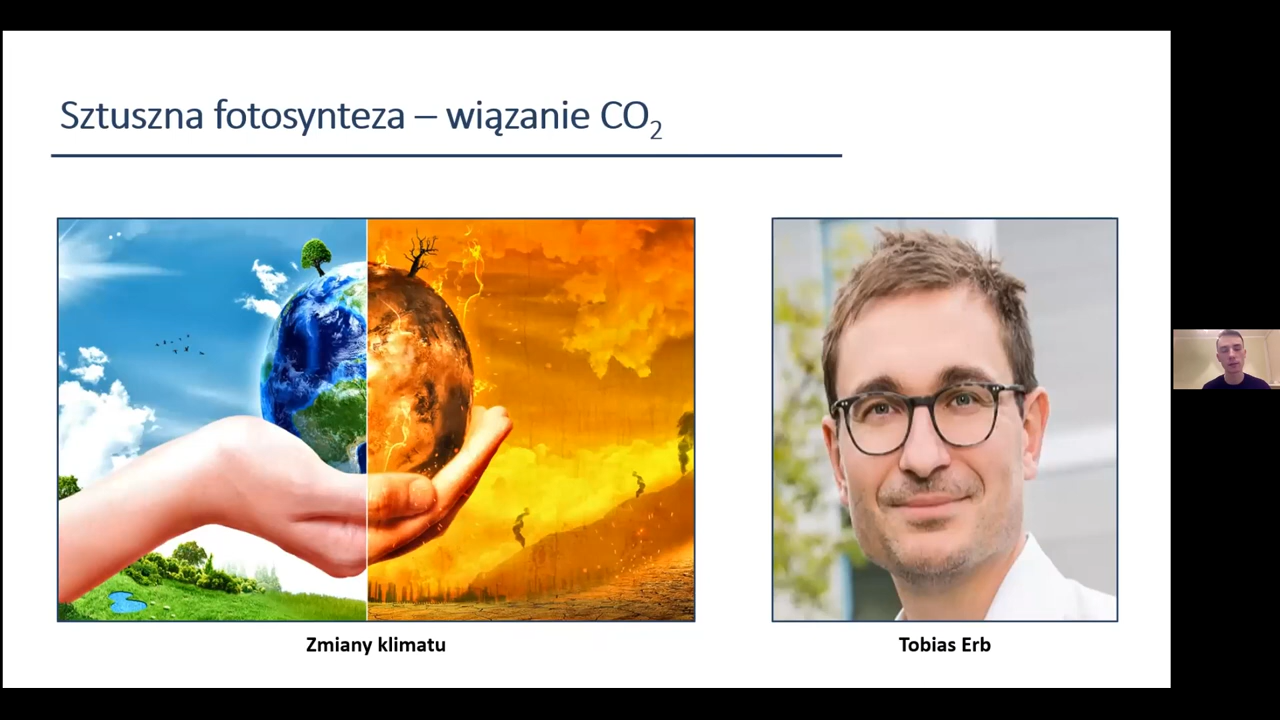 Sztuszna fotosynteza – wiązanie CO₂
Zmiany klimatu
Tobias Erb